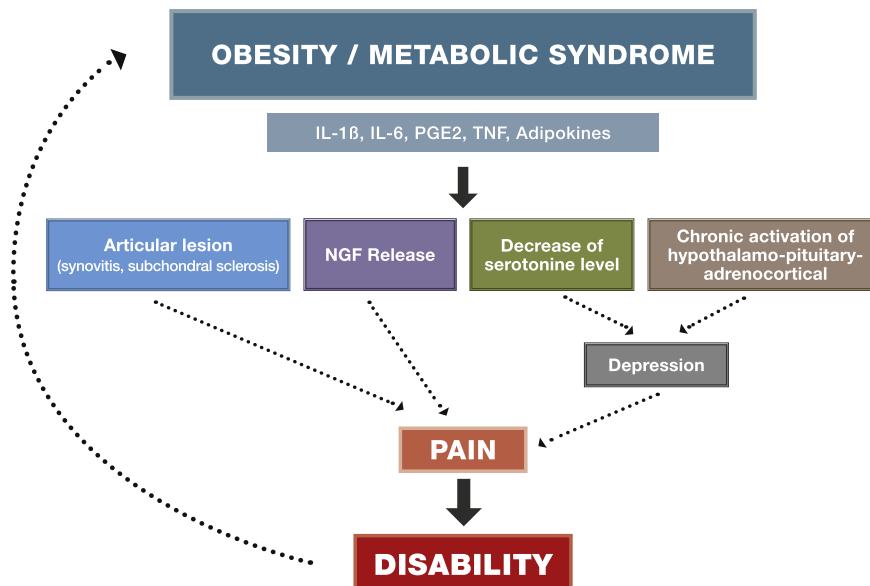 OBESITY / METABOLIC SYNDROME
IL-1ß, IL-6, PGE2, TNF, Adipokines
Articular lesion
(synovitis, subchondral sclerosis)
NGF Release
Decrease of
serotonine level
Chronic activation of
hypothalamo-pituitary-
adrenocortical
Depression
PAIN
DISABILITY